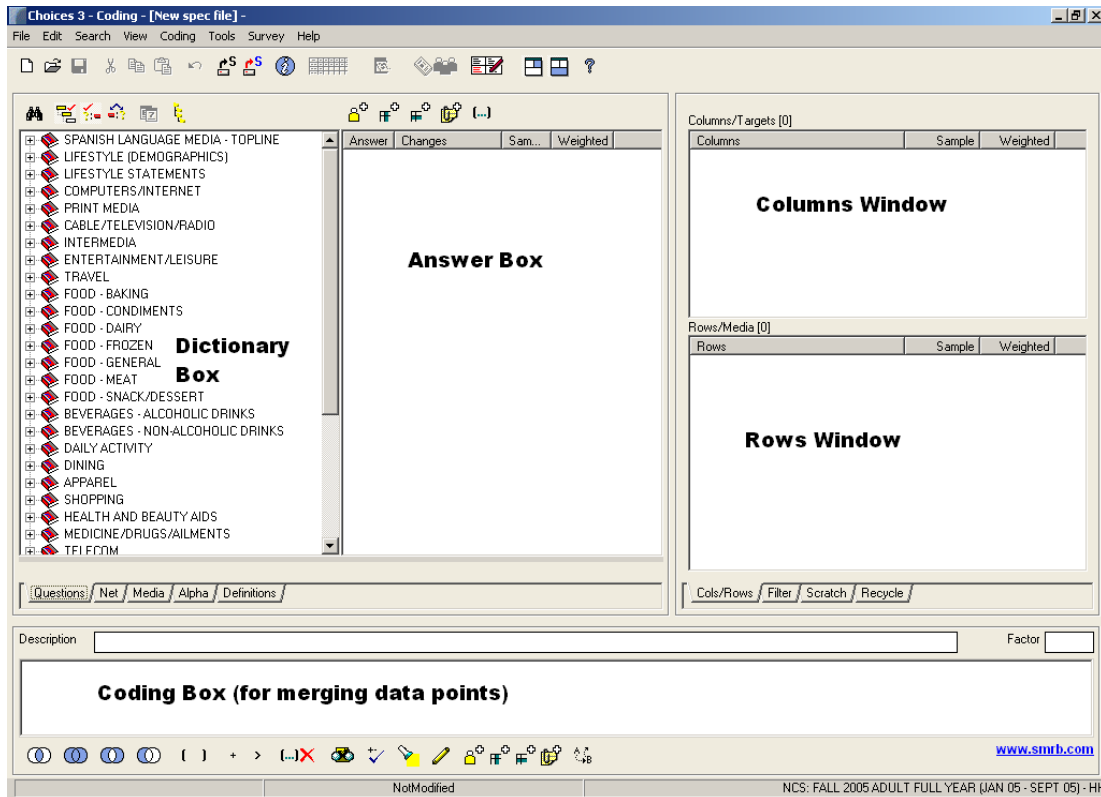 Choices 3 - Coding - [New spec file] -
File Edit Search View Coding Tools Survey Help
Columns/Targets [0]
Answer Changes Sam... Weighted
Columns Sample Weighted
SPANISH LANGUAGE MEDIA - TOPLINE
LIFESTYLE (DEMOGRAPHICS)
LIFESTYLE STATEMENTS
COMPUTERS/INTERNET
PRINT MEDIA
CABLE/TELEVISION/RADIO
INTERMEDIA
ENTERTAINMENT/LEISURE
TRAVEL
FOOD - BAKING
FOOD - CONDIMENTS
FOOD - DAIRY
FOOD - FROZEN
FOOD - GENERAL
FOOD - MEAT
FOOD - SNACK/DESSERT
BEVERAGES - ALCOHOLIC DRINKS
BEVERAGES - NON-ALCOHOLIC DRINKS
DAILY ACTIVITY
DINING
APPAREL
SHOPPING
HEALTH AND BEAUTY AIDS
MEDICINE/DRUGS/AILMENTS
TELECOM
Dictionary
Box
Answer Box
Columns Window
Rows/Media [0]
Rows Sample Weighted
Rows Window
Questions Net Media Alpha Definitions
Cols/Rows Filter Scratch Recycle
Description
Factor
Coding Box (for merging data points)
www.smrb.com
NotModified
NCS: FALL 2005 ADULT FULL YEAR (JAN 05 - SEPT 05) -